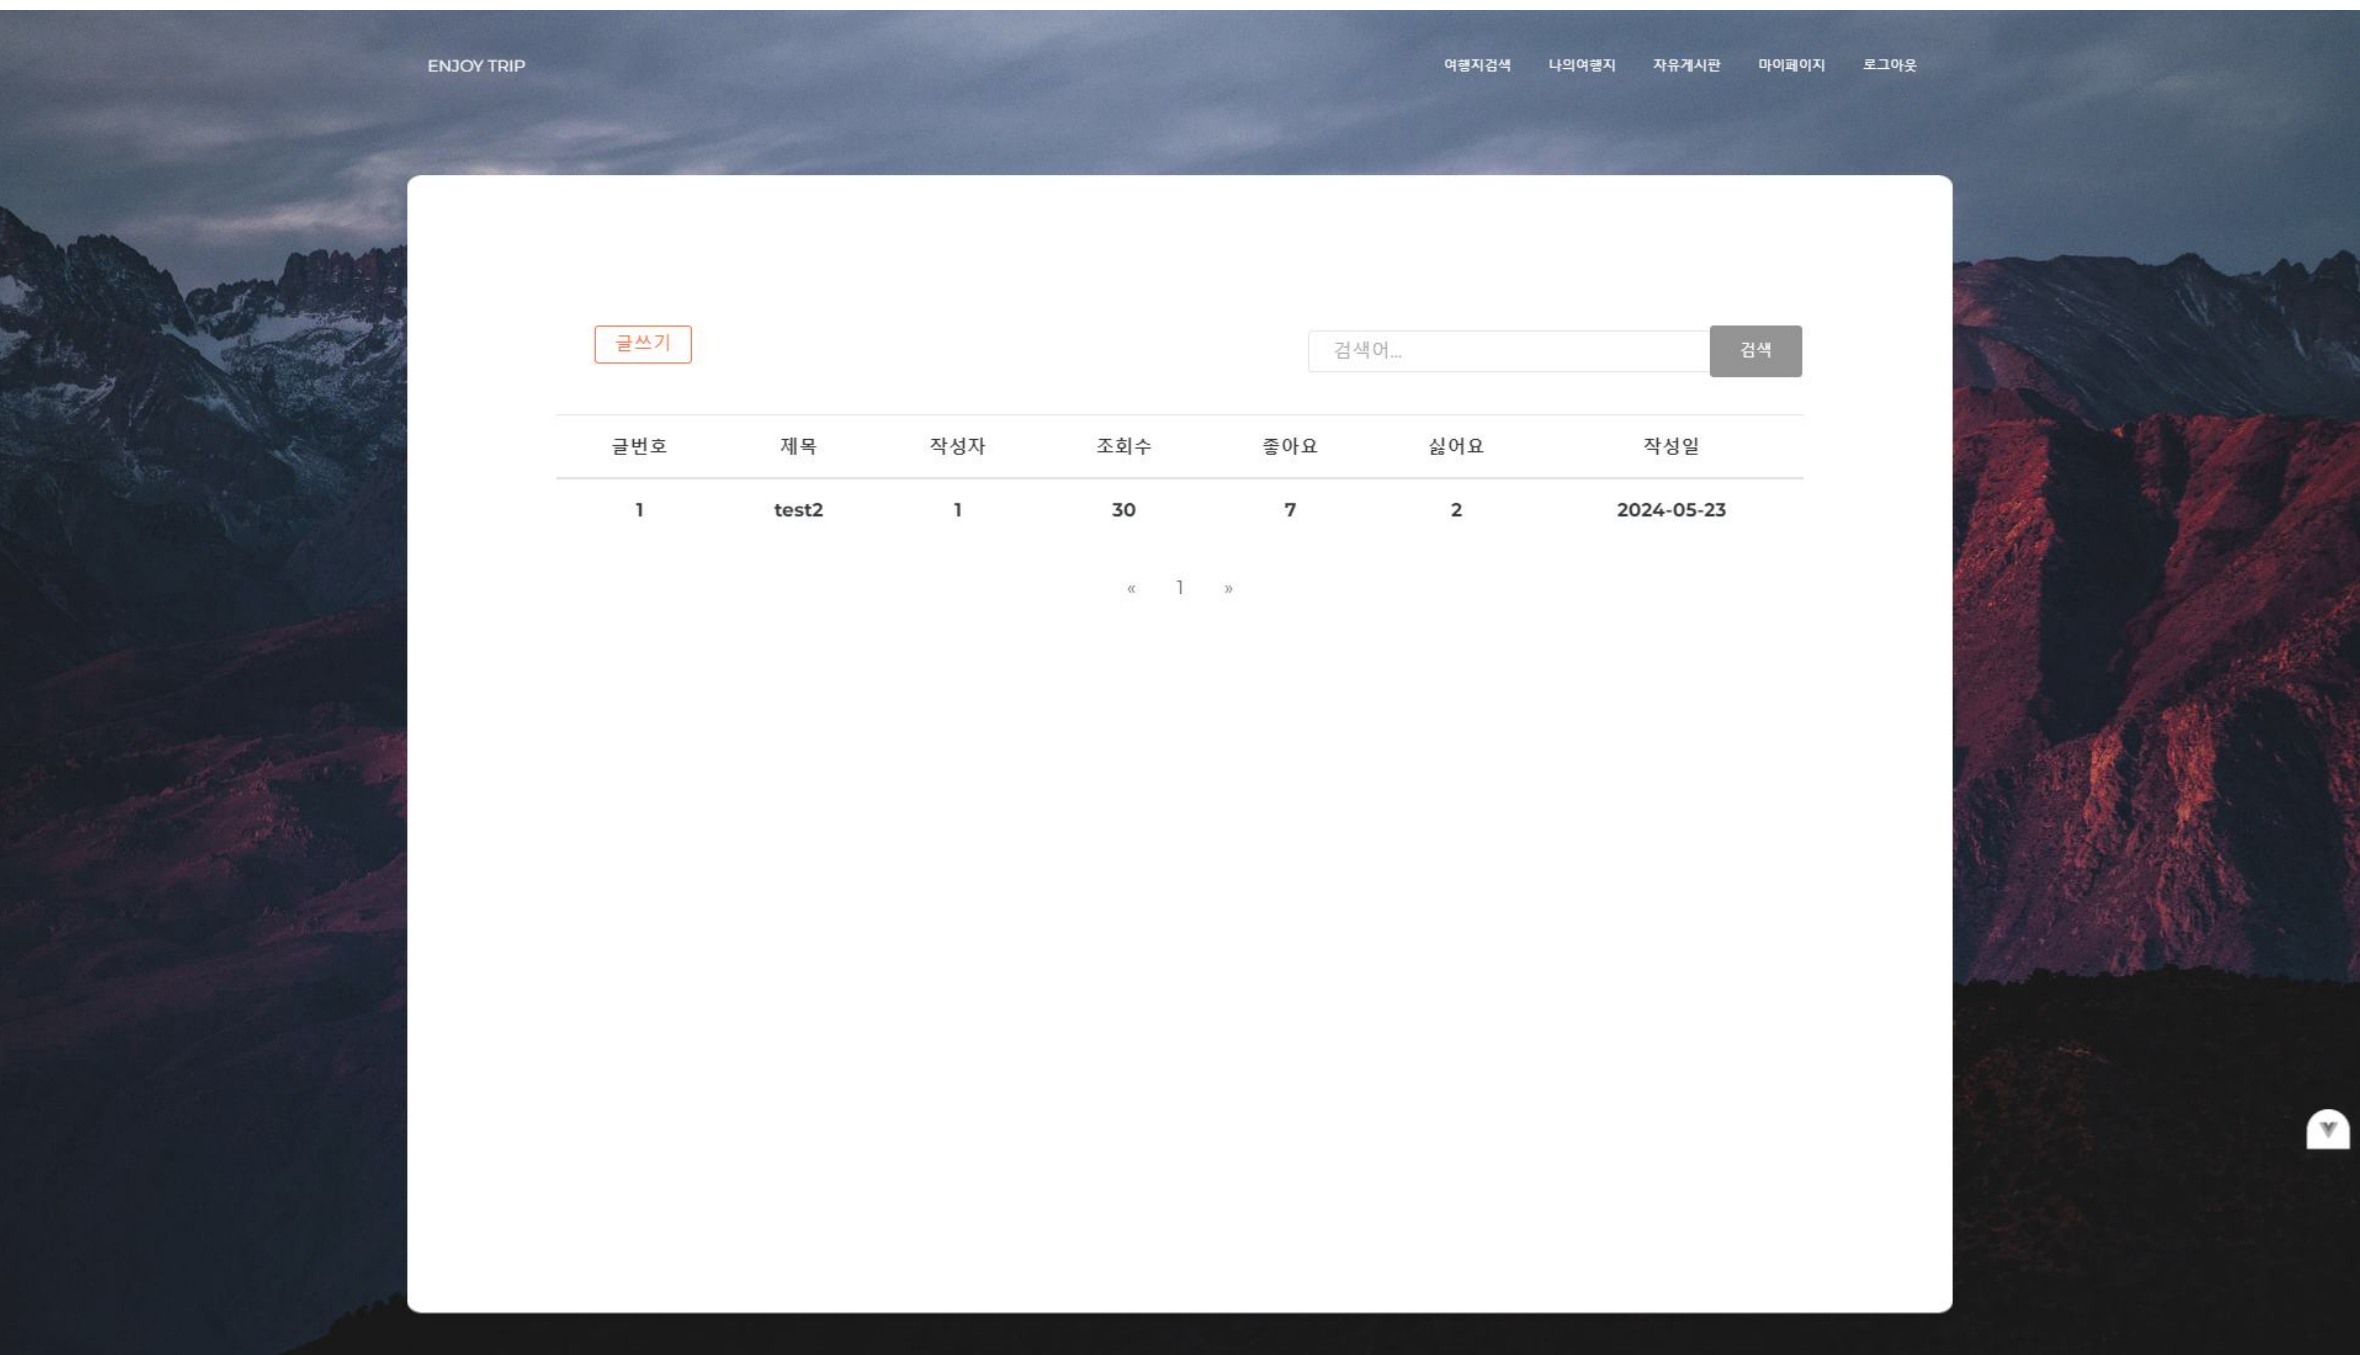 ENJOY TRIP 여행지검색 나의여행지 자유게시판 마이페이지 로그아웃
글쓰기 검색어... 검색
글번호 제목 작성자 조회수 좋아요 싫어요 작성일
1 test2 1 30 7 2 2024-05-23
« 1 »